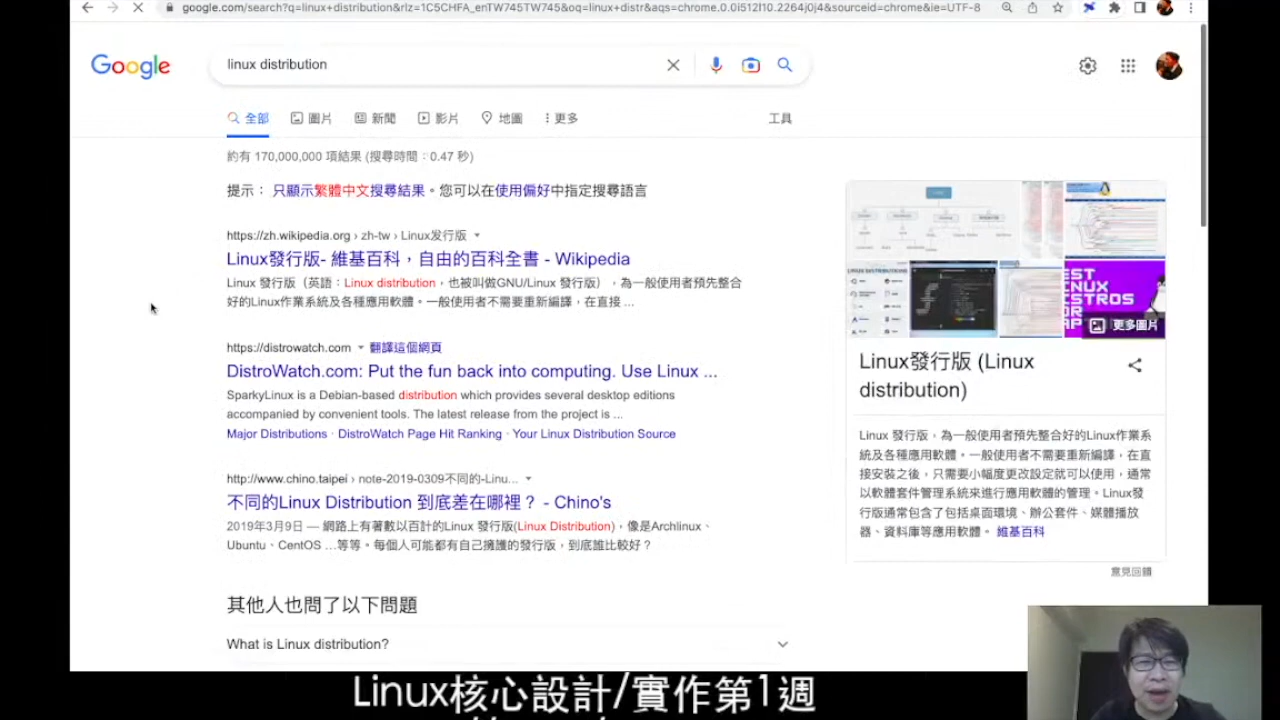 google.com/search?q=linux+distribution&rlz=1C5CHFA_enTW745TW745&oq=linux+distr&aqs=chrome.0.0i512l10.2264j0j4&sourceid=chrome&ie=UTF-8
Google
linux distribution
全部 圖片 新聞 影片 地圖 更多 工具
約有 170,000,000 項結果 (搜尋時間：0.47 秒)
提示： 只顯示繁體中文搜尋結果。您可以在使用偏好中指定搜尋語言
https://zh.wikipedia.org › zh-tw › Linux发行版
Linux發行版- 維基百科，自由的百科全書 - Wikipedia
Linux 發行版（英語：Linux distribution，也被叫做GNU/Linux 發行版），為一般使用者預先整合
好的Linux作業系統及各種應用軟體。一般使用者不需要重新編譯，在直接 ...
https://distrowatch.com 翻譯這個網頁
DistroWatch.com: Put the fun back into computing. Use Linux ...
SparkyLinux is a Debian-based distribution which provides several desktop editions
accompanied by convenient tools. The latest release from the project is ...
Major Distributions · DistroWatch Page Hit Ranking · Your Linux Distribution Source
http://www.chino.taipei › note-2019-0309不同的-Linu...
不同的Linux Distribution 到底差在哪裡？ - Chino's
2019年3月9日 — 網路上有著數以百計的Linux 發行版(Linux Distribution)，像是Archlinux、
Ubuntu、CentOS ...等等。每個人可能都有自己擁護的發行版，到底誰比較好？
其他人也問了以下問題
What is Linux distribution?
更多圖片
Linux發行版 (Linux
distribution)
Linux 發行版，為一般使用者預先整合好的Linux作業系
統及各種應用軟體。一般使用者不需要重新編譯，在直
接安裝之後，只需要小幅度更改設定就可以使用，通常
以軟體套件管理系統來進行應用軟體的管理。Linux發
行版通常包含了包括桌面環境、辦公套件、媒體播放
器、資料庫等應用軟體。 維基百科
意見回饋
Linux核心設計/實作第1週